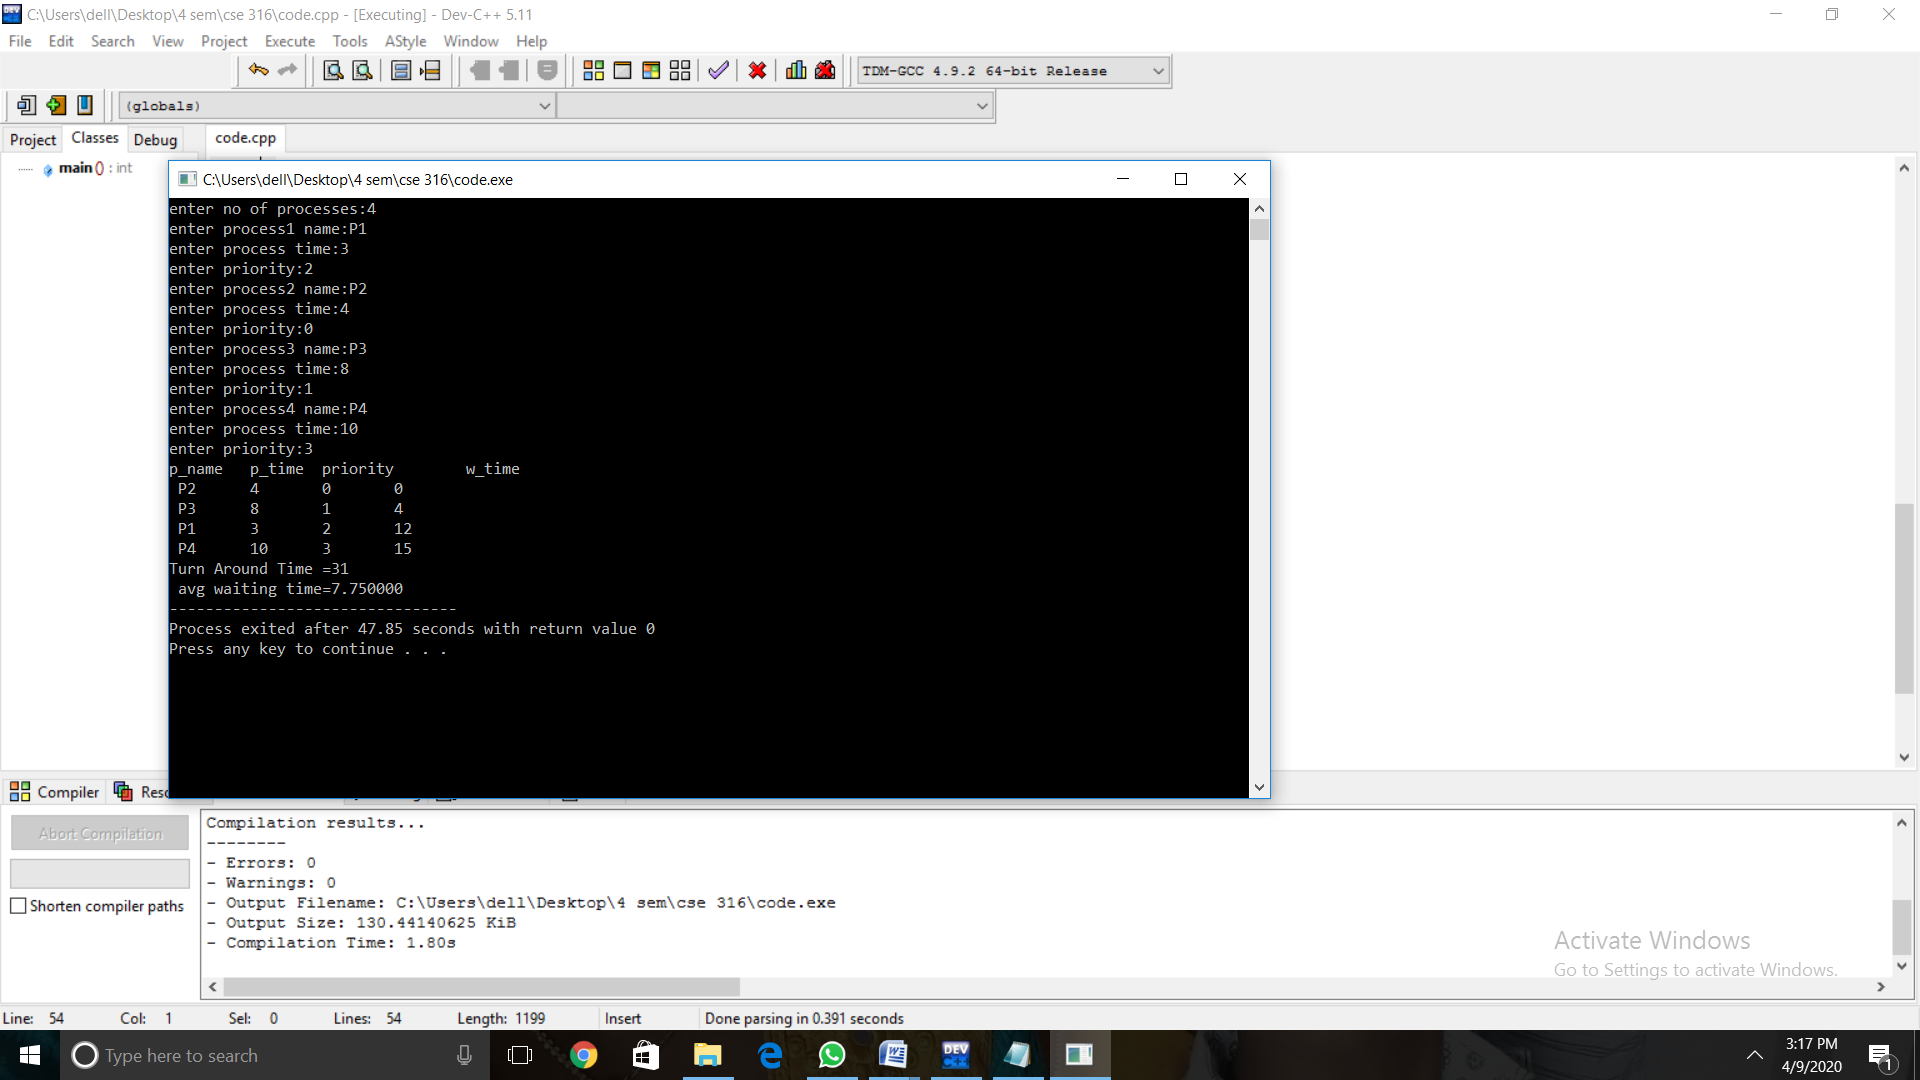 C:\Users\dell\Desktop\4 sem\cse 316\code.cpp - [Executing] - Dev-C++ 5.11
File Edit Search View Project Execute Tools AStyle Window Help
TDM-GCC 4.9.2 64-bit Release
(globals)
Project Classes Debug code.cpp
main () : int
C:\Users\dell\Desktop\4 sem\cse 316\code.exe
enter no of processes:4
enter process1 name:P1
enter process time:3
enter priority:2
enter process2 name:P2
enter process time:4
enter priority:0
enter process3 name:P3
enter process time:8
enter priority:1
enter process4 name:P4
enter process time:10
enter priority:3
p_name p_time priority w_time
P2 4 0 0
P3 8 1 4
P1 3 2 12
P4 10 3 15
Turn Around Time =31
avg waiting time=7.750000
--------------------------------
Process exited after 47.85 seconds with return value 0
Press any key to continue . . .
Compiler
Abort Compilation
Shorten compiler paths
Compilation results...
--------
- Errors: 0
- Warnings: 0
- Output Filename: C:\Users\dell\Desktop\4 sem\cse 316\code.exe
- Output Size: 130.44140625 KiB
- Compilation Time: 1.80s
Activate Windows
Go to Settings to activate Windows.
Line: 54 Col: 1 Sel: 0 Lines: 54 Length: 1199 Insert Done parsing in 0.391 seconds
Type here to search
DEV C++
3:17 PM
4/9/2020
1